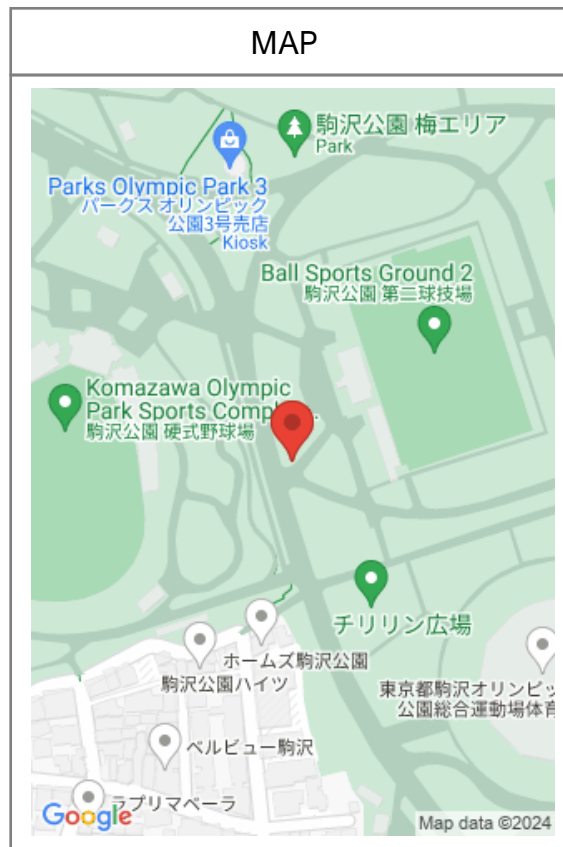 MAP
駒沢公園 梅エリア
Park
Parks Olympic Park 3
パークス オリンピック
公園3号売店
Kiosk
Ball Sports Ground 2
駒沢公園 第二球技場
Komazawa Olympic
Park Sports Compl...
駒沢公園 硬式野球場
チリリン広場
ホームズ駒沢公園
駒沢公園ハイツ
東京都駒沢オリンピッ
公園総合運動場体育
ベルビュー駒沢
ラプリマベーラ
Google
Map data ©2024